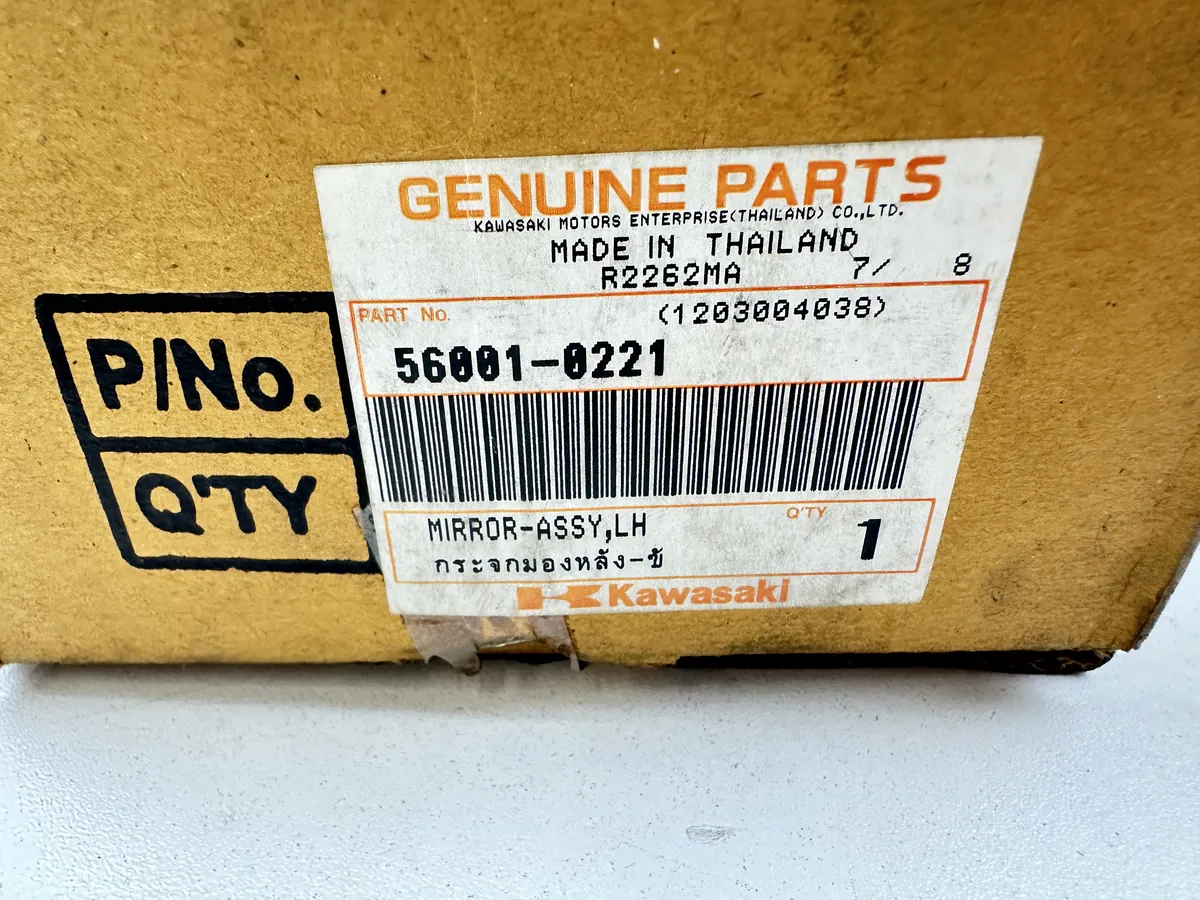 GENUINE PARTS
KAWASAKI MOTORS ENTERPRISE(THAILAND) CO.,LTD.
MADE IN THAILAND
R2262MA 7/ 8
PART No. (1203004038)
56001-0221
P/No.
Q'TY
MIRROR-ASSY,LH Q'TY 1
กระจกมองหลัง-ข้
Kawasaki